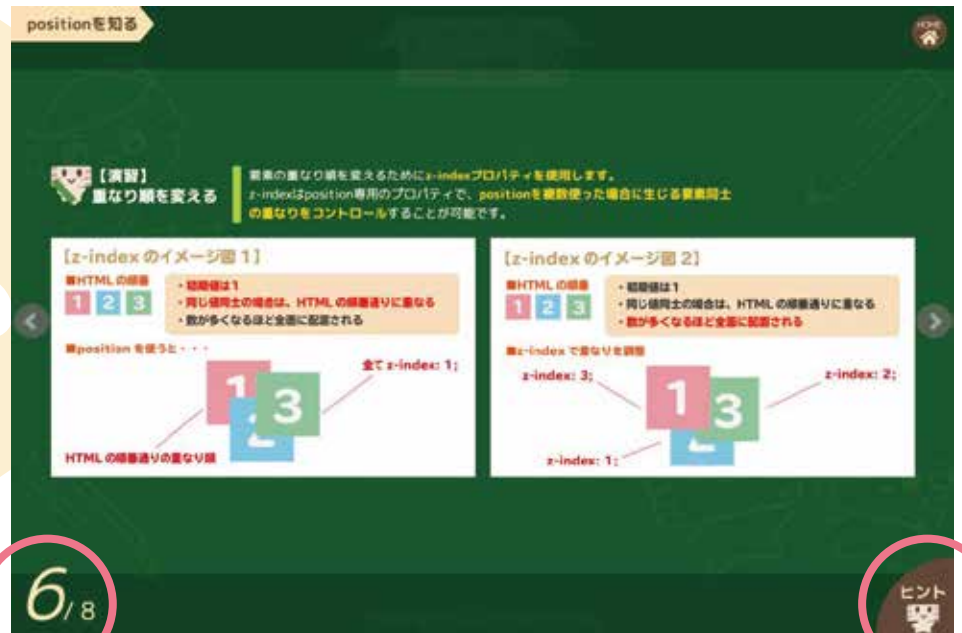 positionを知る
HOME
【演習】
重なり順を変える
要素の重なり順を変えるためにz-indexプロパティを使用します。
z-indexはposition専用のプロパティで、positionを複数使った場合に生じる要素同士
の重なりをコントロールすることが可能です。
【z-index のイメージ図 1】
■HTML の順番
1 2 3
・初期値は1
・同じ値同士の場合は、HTML の順番通りに重なる
・数が多くなるほど全面に配置される
■position を使うと・・・
全て z-index: 1;
1
2
3
HTML の順番通りの重なり順
【z-index のイメージ図 2】
■HTML の順番
1 2 3
・初期値は1
・同じ値同士の場合は、HTML の順番通りに重なる
・数が多くなるほど全面に配置される
■z-index で重なりを調整
z-index: 3;
z-index: 2;
1
3
2
z-index: 1;
6/8
ヒント